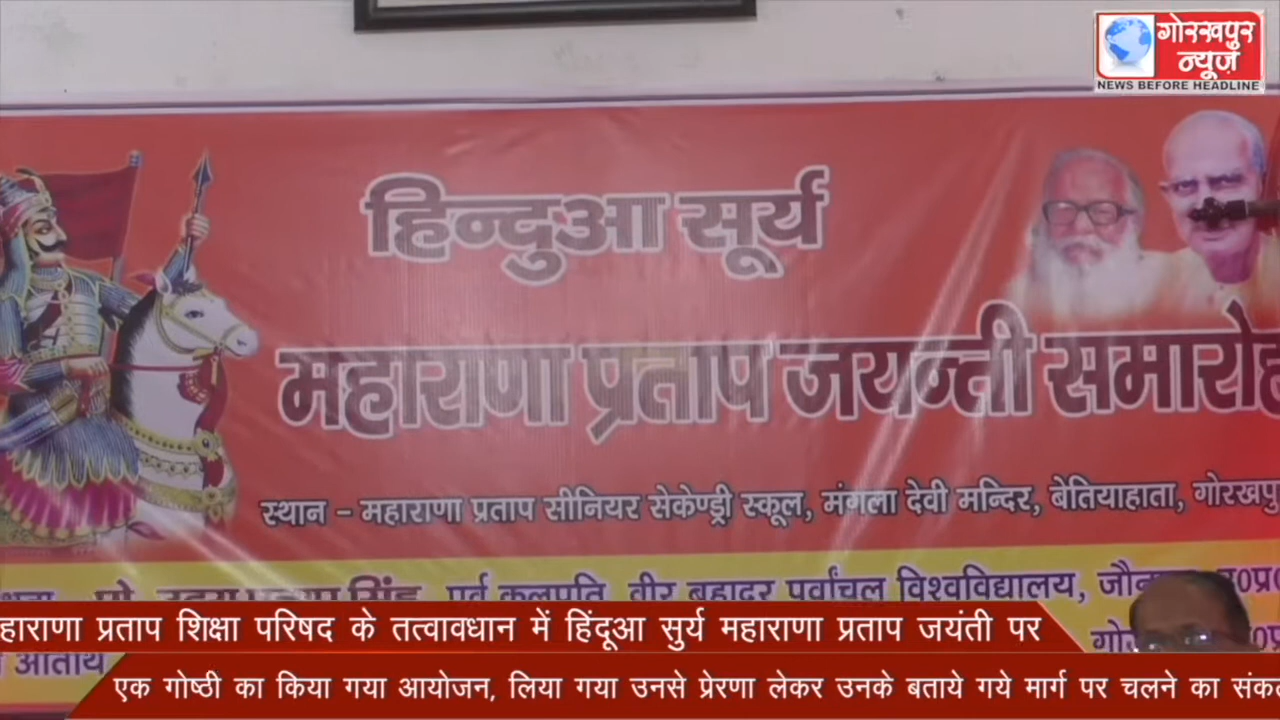 गोरखपुर
न्यूज़
NEWS BEFORE HEADLINE
हिन्दुआ सूर्य
महाराणा प्रताप जयन्ती समारोह
स्थान – महाराणा प्रताप सीनियर सेकेण्ड्री स्कूल, मंगला देवी मन्दिर, बेतियाहाता, गोरखपु
सिंह, पूर्व कुलपति, वीर बहादुर पूर्वांचल विश्वविद्यालय,
हाराणा प्रताप शिक्षा परिषद के तत्वावधान में हिंदूआ सुर्य महाराणा प्रताप जयंती पर
एक गोष्ठी का किया गया आयोजन, लिया गया उनसे प्रेरणा लेकर उनके बताये गये मार्ग पर चलने का संकल